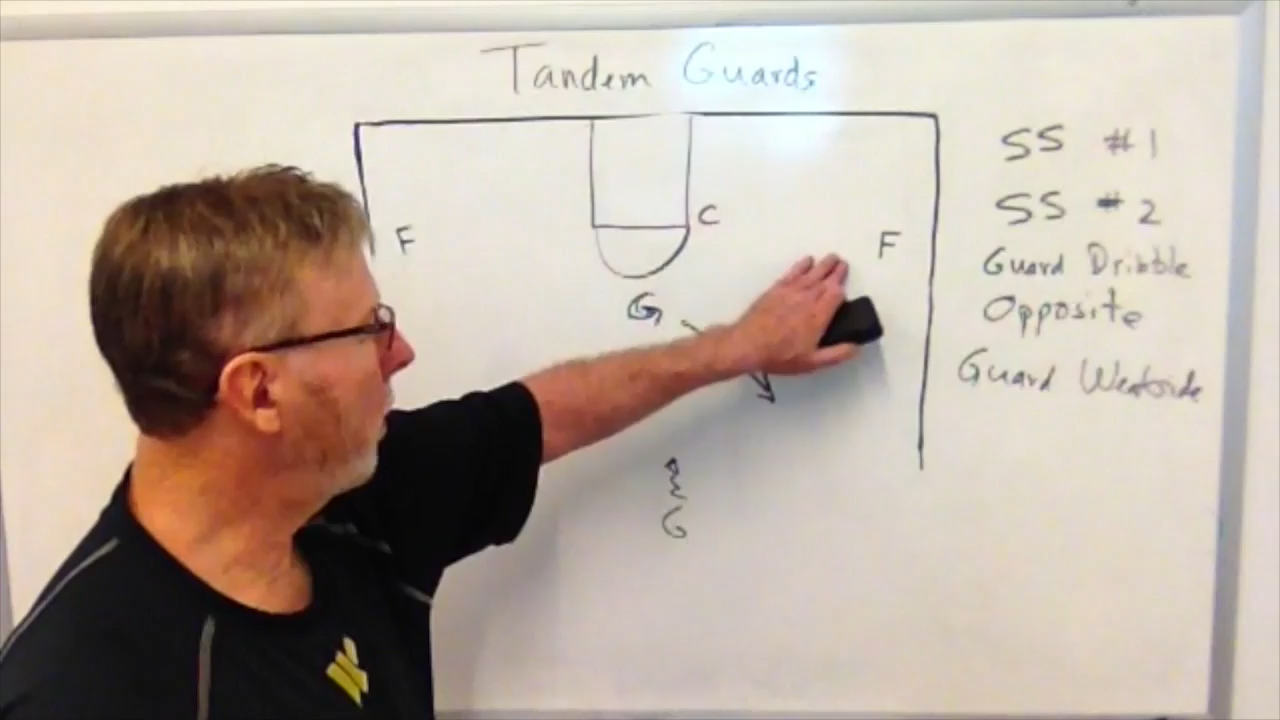 Tandem Guards
SS #1
SS #2
C
F
F
Guard Dribble
G
Opposite
Guard Weakside
G